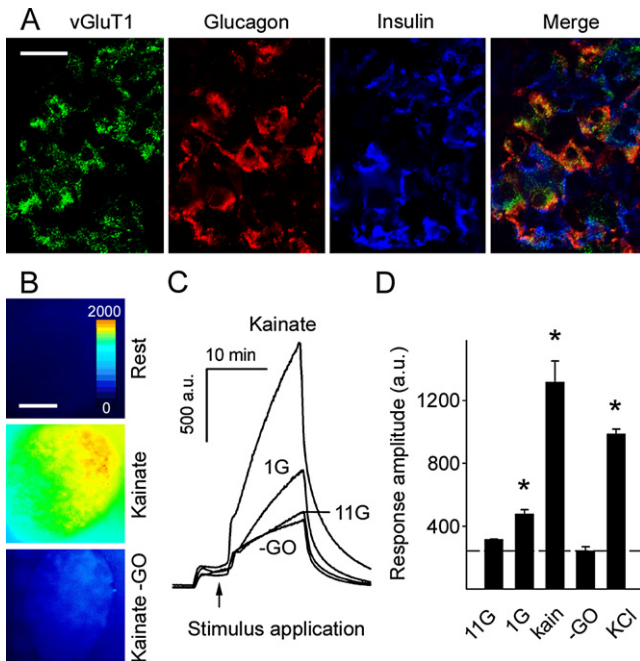 A
vGluT1
Glucagon
Insulin
Merge
B
2000
0
Rest
Kainate
Kainate -GO
C
Kainate
10 min
500 a.u.
1G
11G
-GO
Stimulus application
D
Response amplitude (a.u.)
1200
800
400
*
*
*
11G
1G
kain
-GO
KCl